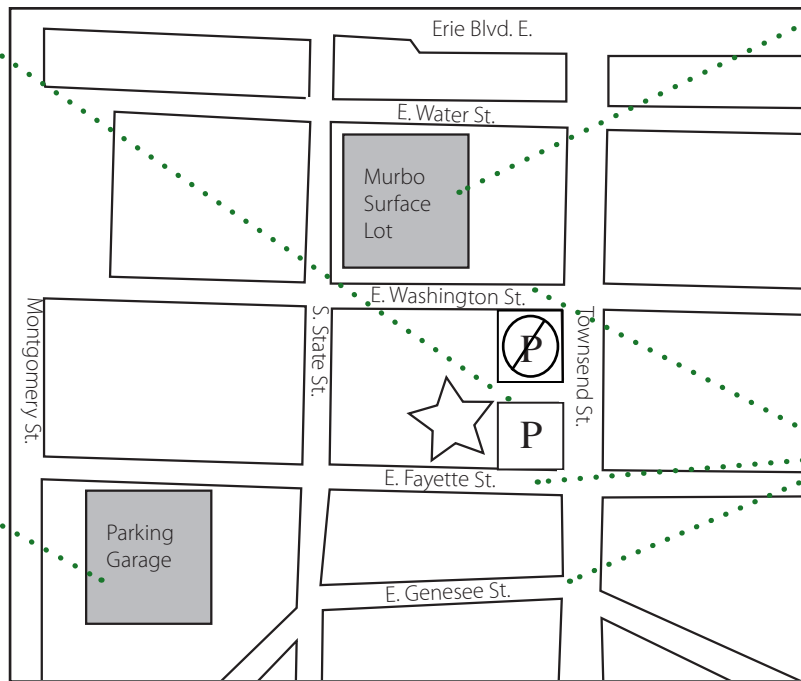 Erie Blvd. E.
E. Water St.
Murbo
Surface
Lot
E. Washington St.
Montgomery St.
S. State St.
Townsend St.
P
P
E. Fayette St.
Parking
Garage
E. Genesee St.